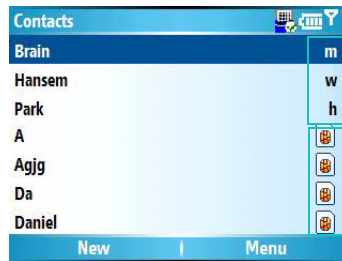 Contacts
Brain m
Hansem w
Park h
A
Agjg
Da
Daniel
New Menu